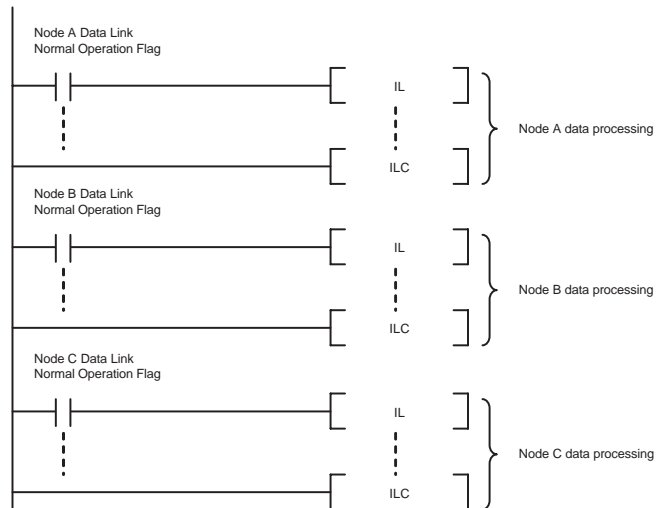 Node A Data Link
Normal Operation Flag
IL
Node A data processing
ILC
Node B Data Link
Normal Operation Flag
IL
Node B data processing
ILC
Node C Data Link
Normal Operation Flag
IL
Node C data processing
ILC